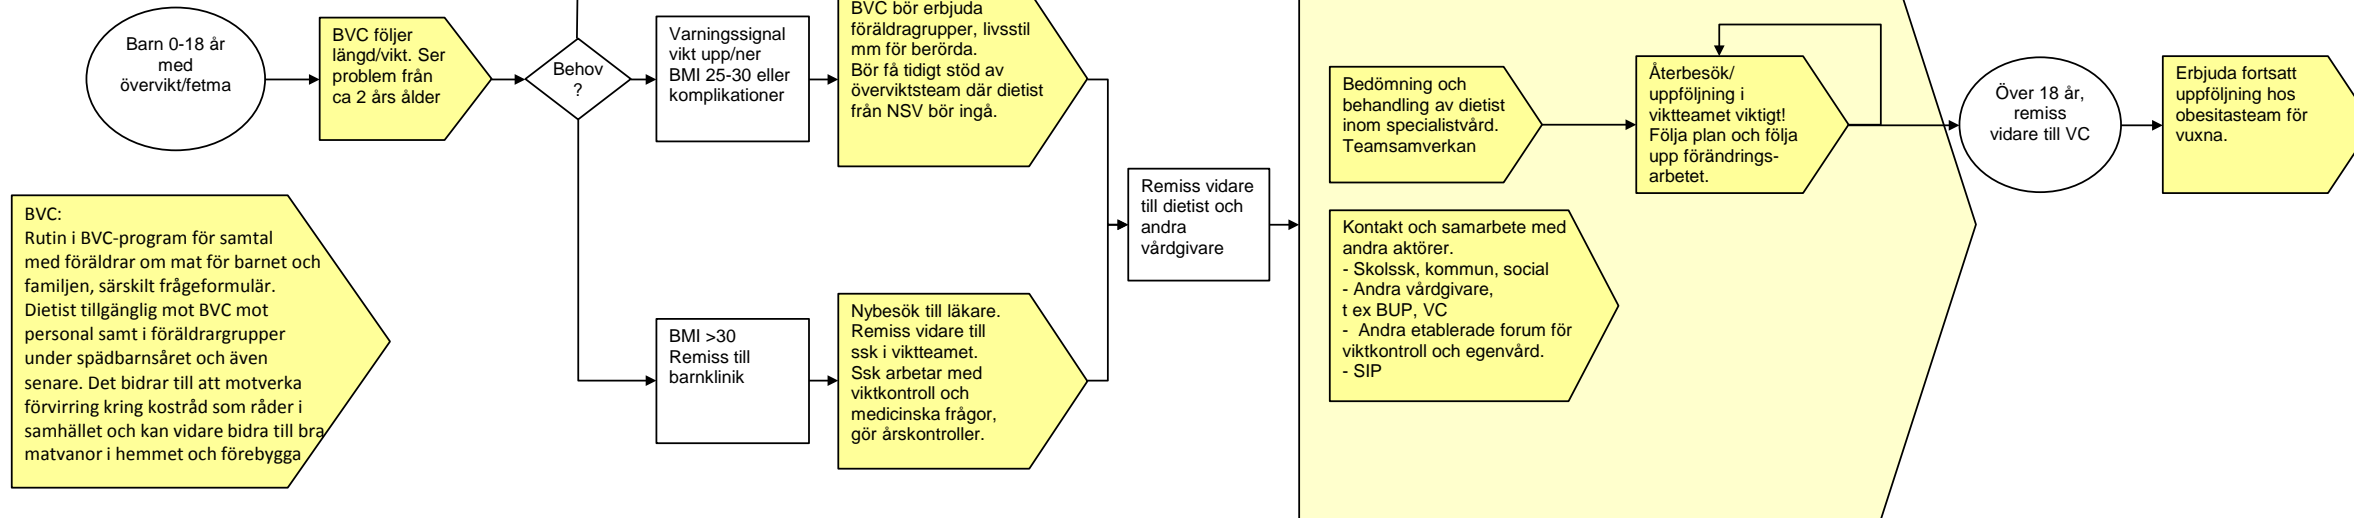 Barn 0-18 år
med
övervikt/fetma
BVC följer
längd/vikt. Ser
problem från
ca 2 års ålder
Behov
?
Varningssignal
vikt upp/ner
BMI 25-30 eller
komplikationer
BVC bör erbjuda
föräldragrupper, livsstil
mm för berörda.
Bör få tidigt stöd av
överviktsteam där dietist
från NSV bör ingå.
BMI >30
Remiss till
barnklinik
Nybesök till läkare.
Remiss vidare till
ssk i viktteamet.
Ssk arbetar med
viktkontroll och
medicinska frågor,
gör årskontroller.
Remiss vidare
till dietist och
andra
vårdgivare
Bedömning och
behandling av dietist
inom specialistvård.
Teamsamverkan
Återbesök/
uppföljning i
viktteamet viktigt!
Följa plan och följa
upp förändrings-
arbetet.
Kontakt och samarbete med
andra aktörer.
- Skolssk, kommun, social
- Andra vårdgivare,
t ex BUP, VC
-  Andra etablerade forum för
viktkontroll och egenvård.
- SIP
Över 18 år,
remiss
vidare till VC
Erbjuda fortsatt
uppföljning hos
obesitasteam för
vuxna.
BVC:
Rutin i BVC-program för samtal
med föräldrar om mat för barnet och
familjen, särskilt frågeformulär.
Dietist tillgänglig mot BVC mot
personal samt i föräldrargrupper
under spädbarnsåret och även
senare. Det bidrar till att motverka
förvirring kring kostråd som råder i
samhället och kan vidare bidra till bra
matvanor i hemmet och förebygga